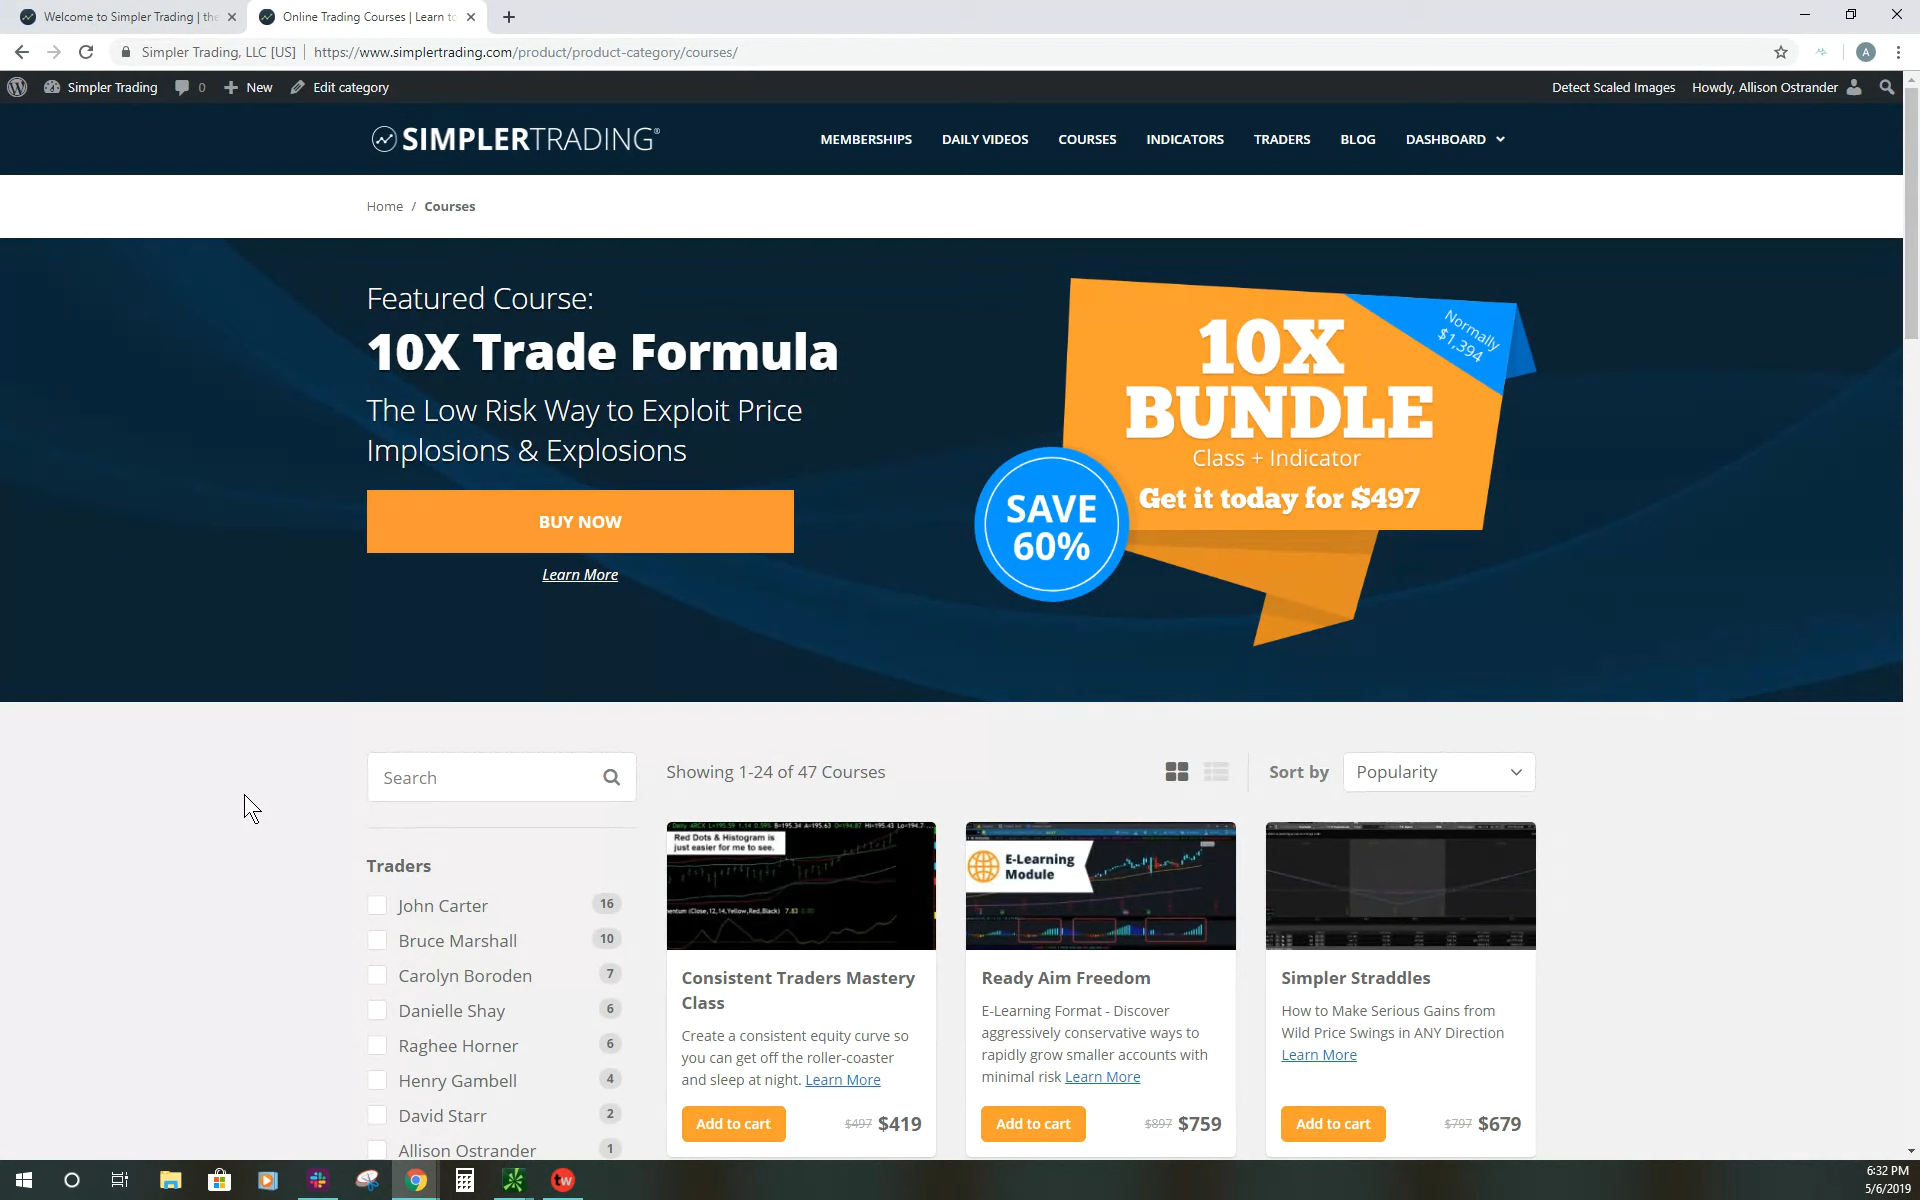 Welcome to Simpler Trading | the
Online Trading Courses | Learn to
Simpler Trading, LLC [US] | https://www.simplertrading.com/product/product-category/courses/
A
Simpler Trading 0 New Edit category Detect Scaled Images Howdy, Allison Ostrander
SIMPLERTRADING®
MEMBERSHIPS DAILY VIDEOS COURSES INDICATORS TRADERS BLOG DASHBOARD
Home / Courses
Featured Course:
10X Trade Formula
The Low Risk Way to Exploit Price
Implosions & Explosions
BUY NOW
Learn More
Normally
$1,394
10X
BUNDLE
Class + Indicator
Get it today for $497
SAVE
60%
Search
Showing 1-24 of 47 Courses
Sort by Popularity
Traders
John Carter 16
Bruce Marshall 10
Carolyn Boroden 7
Danielle Shay 6
Raghee Horner 6
Henry Gambell 4
David Starr 2
Allison Ostrander 1
Red Dots & Histogram is
just easier for me to see.
Consistent Traders Mastery
Class
Create a consistent equity curve so
you can get off the roller-coaster
and sleep at night. Learn More
Add to cart $497 $419
E-Learning
Module
Ready Aim Freedom
E-Learning Format - Discover
aggressively conservative ways to
rapidly grow smaller accounts with
minimal risk Learn More
Add to cart $897 $759
Simpler Straddles
How to Make Serious Gains from
Wild Price Swings in ANY Direction
Learn More
Add to cart $797 $679
tw
6:32 PM
5/6/2019